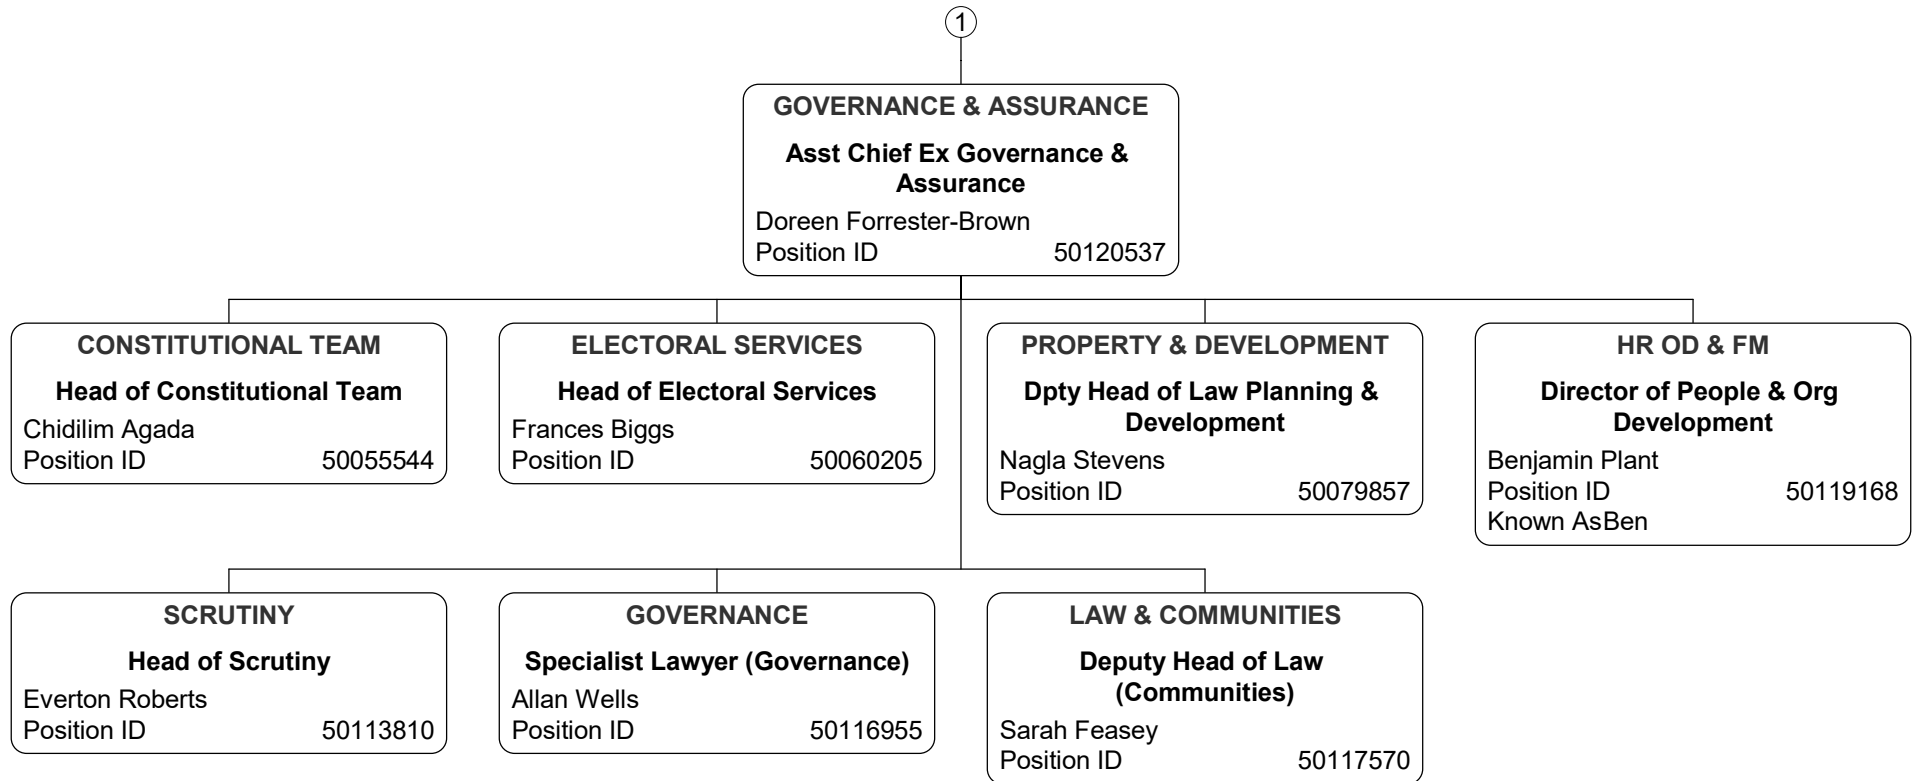 1
GOVERNANCE & ASSURANCE
Asst Chief Ex Governance &
Assurance
Doreen Forrester-Brown
Position ID 50120537
CONSTITUTIONAL TEAM
Head of Constitutional Team
Chidilim Agada
Position ID 50055544
ELECTORAL SERVICES
Head of Electoral Services
Frances Biggs
Position ID 50060205
PROPERTY & DEVELOPMENT
Dpty Head of Law Planning &
Development
Nagla Stevens
Position ID 50079857
HR OD & FM
Director of People & Org
Development
Benjamin Plant
Position ID 50119168
Known AsBen
SCRUTINY
Head of Scrutiny
Everton Roberts
Position ID 50113810
GOVERNANCE
Specialist Lawyer (Governance)
Allan Wells
Position ID 50116955
LAW & COMMUNITIES
Deputy Head of Law
(Communities)
Sarah Feasey
Position ID 50117570